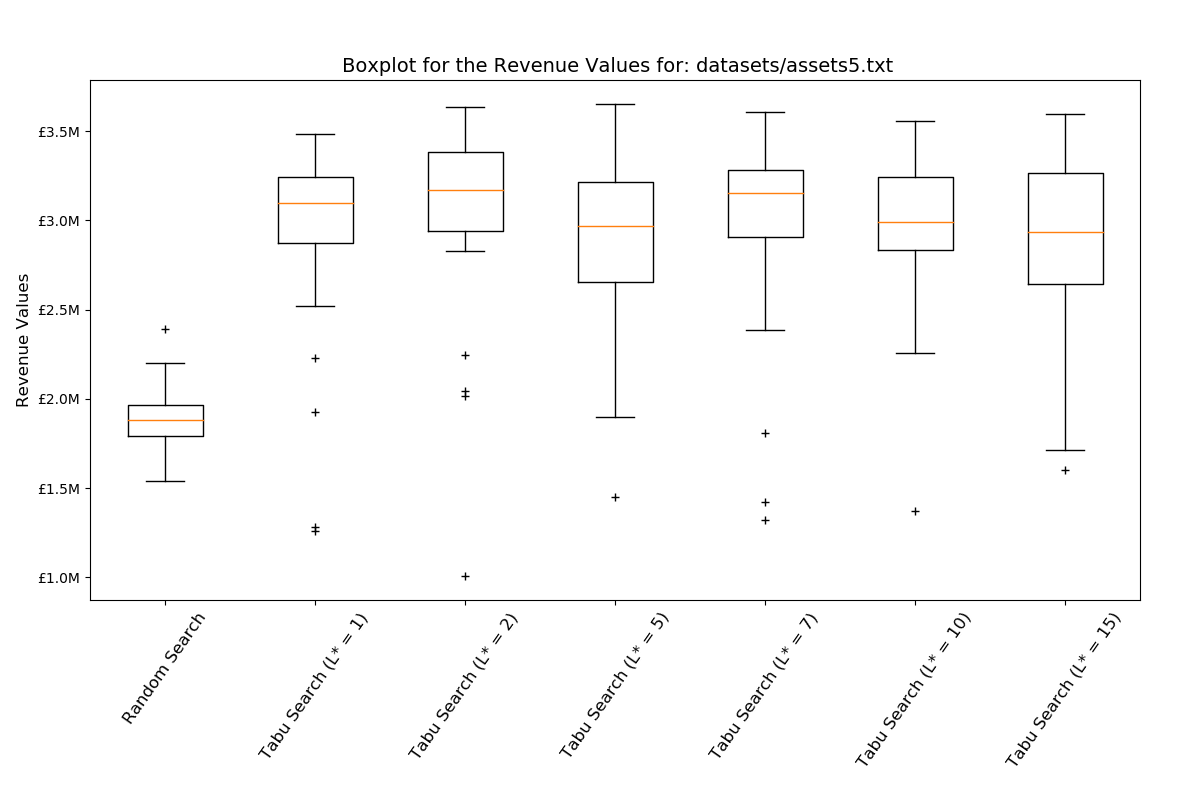 Boxplot for the Revenue Values for: datasets/assets5.txt
Revenue Values
£3.5M
£3.0M
£2.5M
£2.0M
£1.5M
£1.0M
Random Search
Tabu Search (L* = 1)
Tabu Search (L* = 2)
Tabu Search (L* = 5)
Tabu Search (L* = 7)
Tabu Search (L* = 10)
Tabu Search (L* = 15)